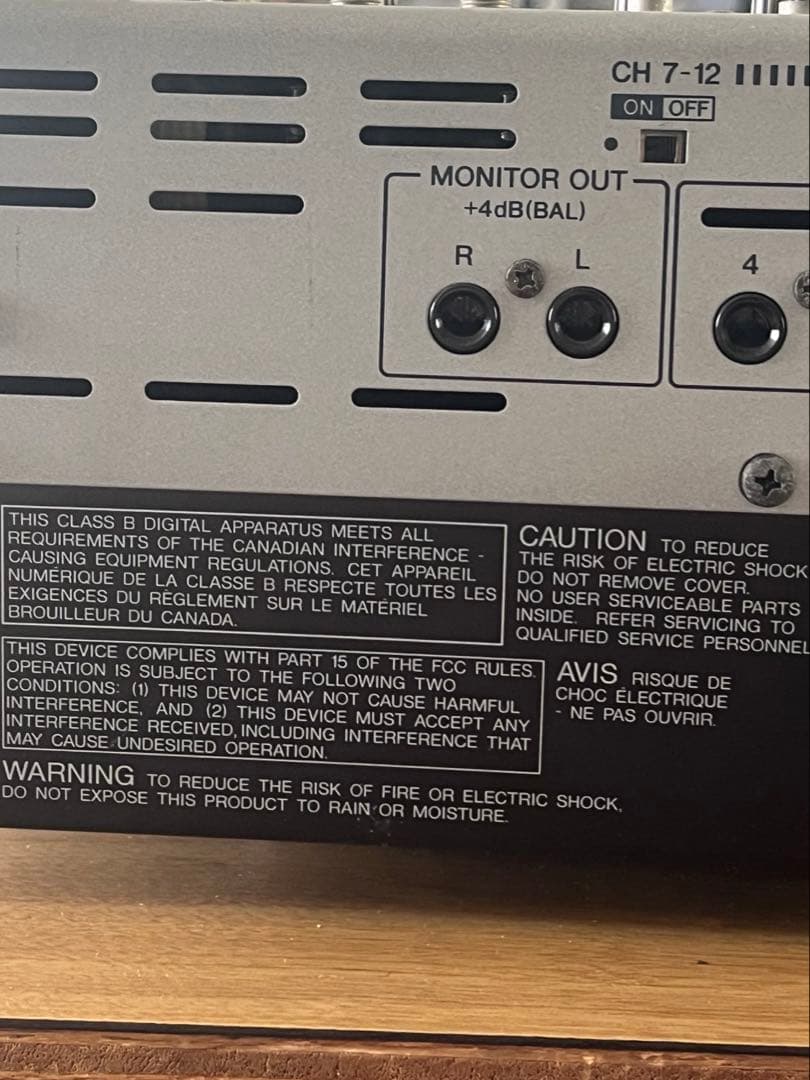 CH 7-12
ON OFF
MONITOR OUT
+4dB(BAL)
R L
4
THIS CLASS B DIGITAL APPARATUS MEETS ALL
REQUIREMENTS OF THE CANADIAN INTERFERENCE -
CAUSING EQUIPMENT REGULATIONS. CET APPAREIL
NUMÉRIQUE DE LA CLASSE B RESPECTE TOUTES LES
EXIGENCES DU RÈGLEMENT SUR LE MATÉRIEL
BROUILLEUR DU CANADA.
CAUTION TO REDUCE
THE RISK OF ELECTRIC SHOCK
DO NOT REMOVE COVER.
NO USER SERVICEABLE PARTS
INSIDE. REFER SERVICING TO
QUALIFIED SERVICE PERSONNEL
THIS DEVICE COMPLIES WITH PART 15 OF THE FCC RULES.
OPERATION IS SUBJECT TO THE FOLLOWING TWO
CONDITIONS: (1) THIS DEVICE MAY NOT CAUSE HARMFUL
INTERFERENCE, AND (2) THIS DEVICE MUST ACCEPT ANY
INTERFERENCE RECEIVED, INCLUDING INTERFERENCE THAT
MAY CAUSE UNDESIRED OPERATION.
AVIS RISQUE DE
CHOC ÉLECTRIQUE
- NE PAS OUVRIR.
WARNING TO REDUCE THE RISK OF FIRE OR ELECTRIC SHOCK,
DO NOT EXPOSE THIS PRODUCT TO RAIN OR MOISTURE.